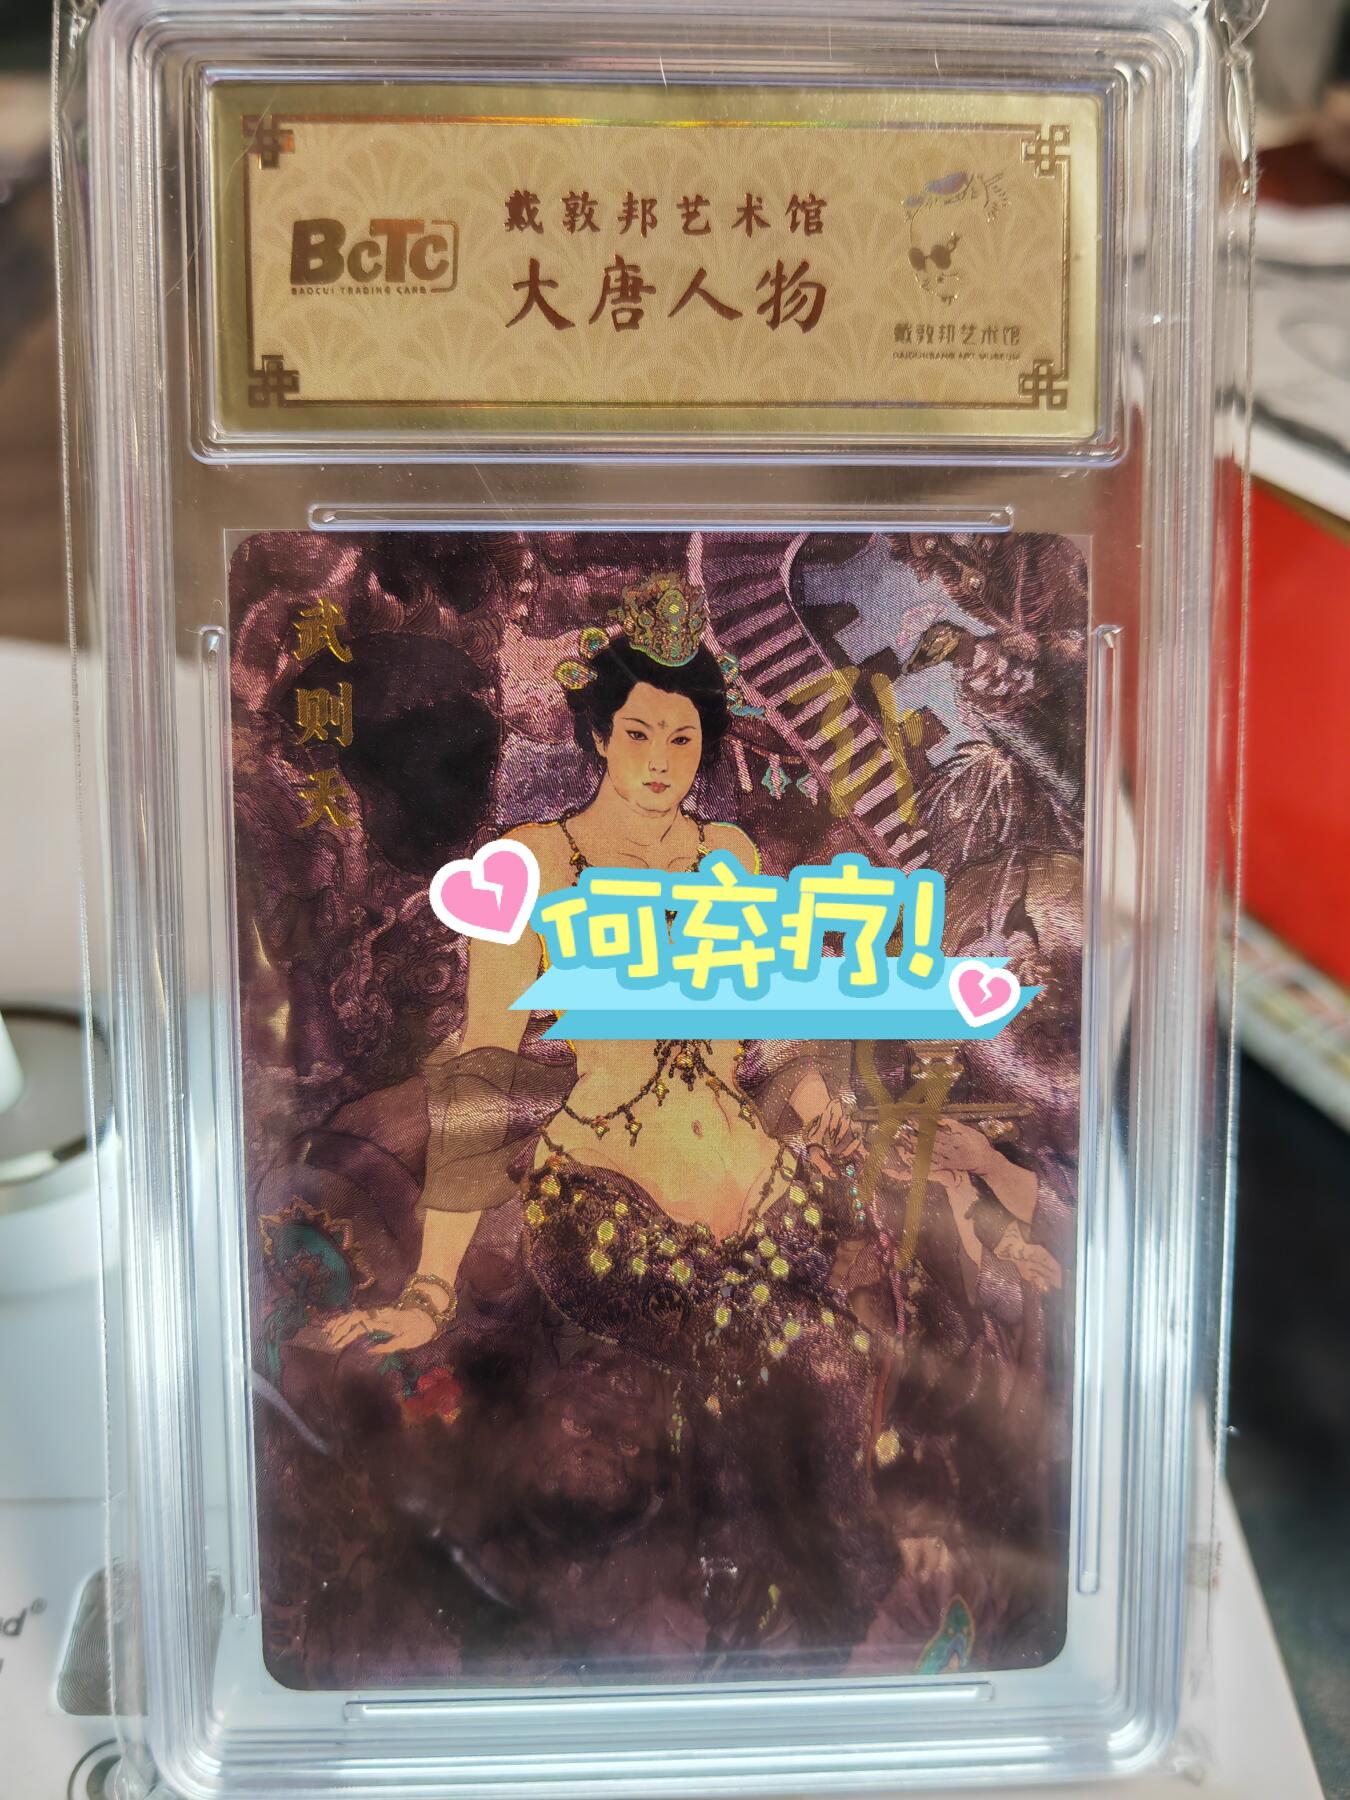 BCTC
BAOCUI TRADING CARD
戴敦邦艺术馆
大唐人物
戴敦邦艺术馆
DAIDUNBANG ART MUSEUM
武则天
何弃疗!